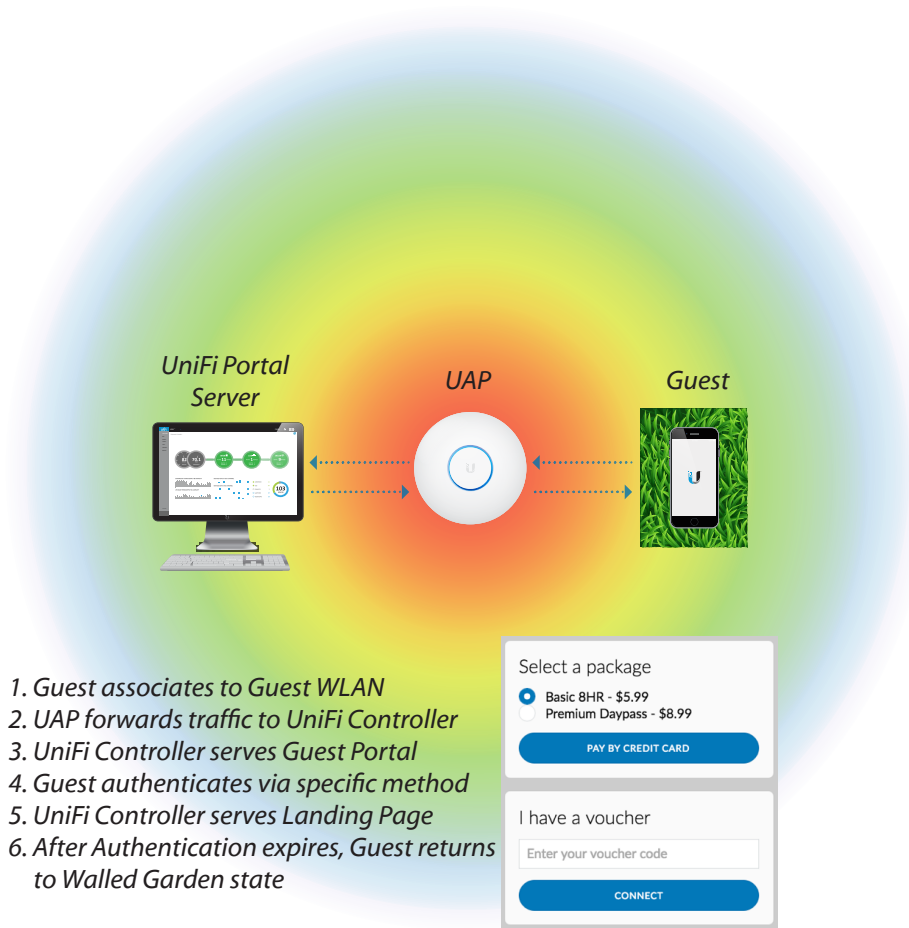 UniFi Portal
Server
UAP
Guest
1. Guest associates to Guest WLAN
2. UAP forwards traffic to UniFi Controller
3. UniFi Controller serves Guest Portal
4. Guest authenticates via specific method
5. UniFi Controller serves Landing Page
6. After Authentication expires, Guest returns
to Walled Garden state
Select a package
Basic 8HR - $5.99
Premium Daypass - $8.99
PAY BY CREDIT CARD
I have a voucher
Enter your voucher code
CONNECT
103